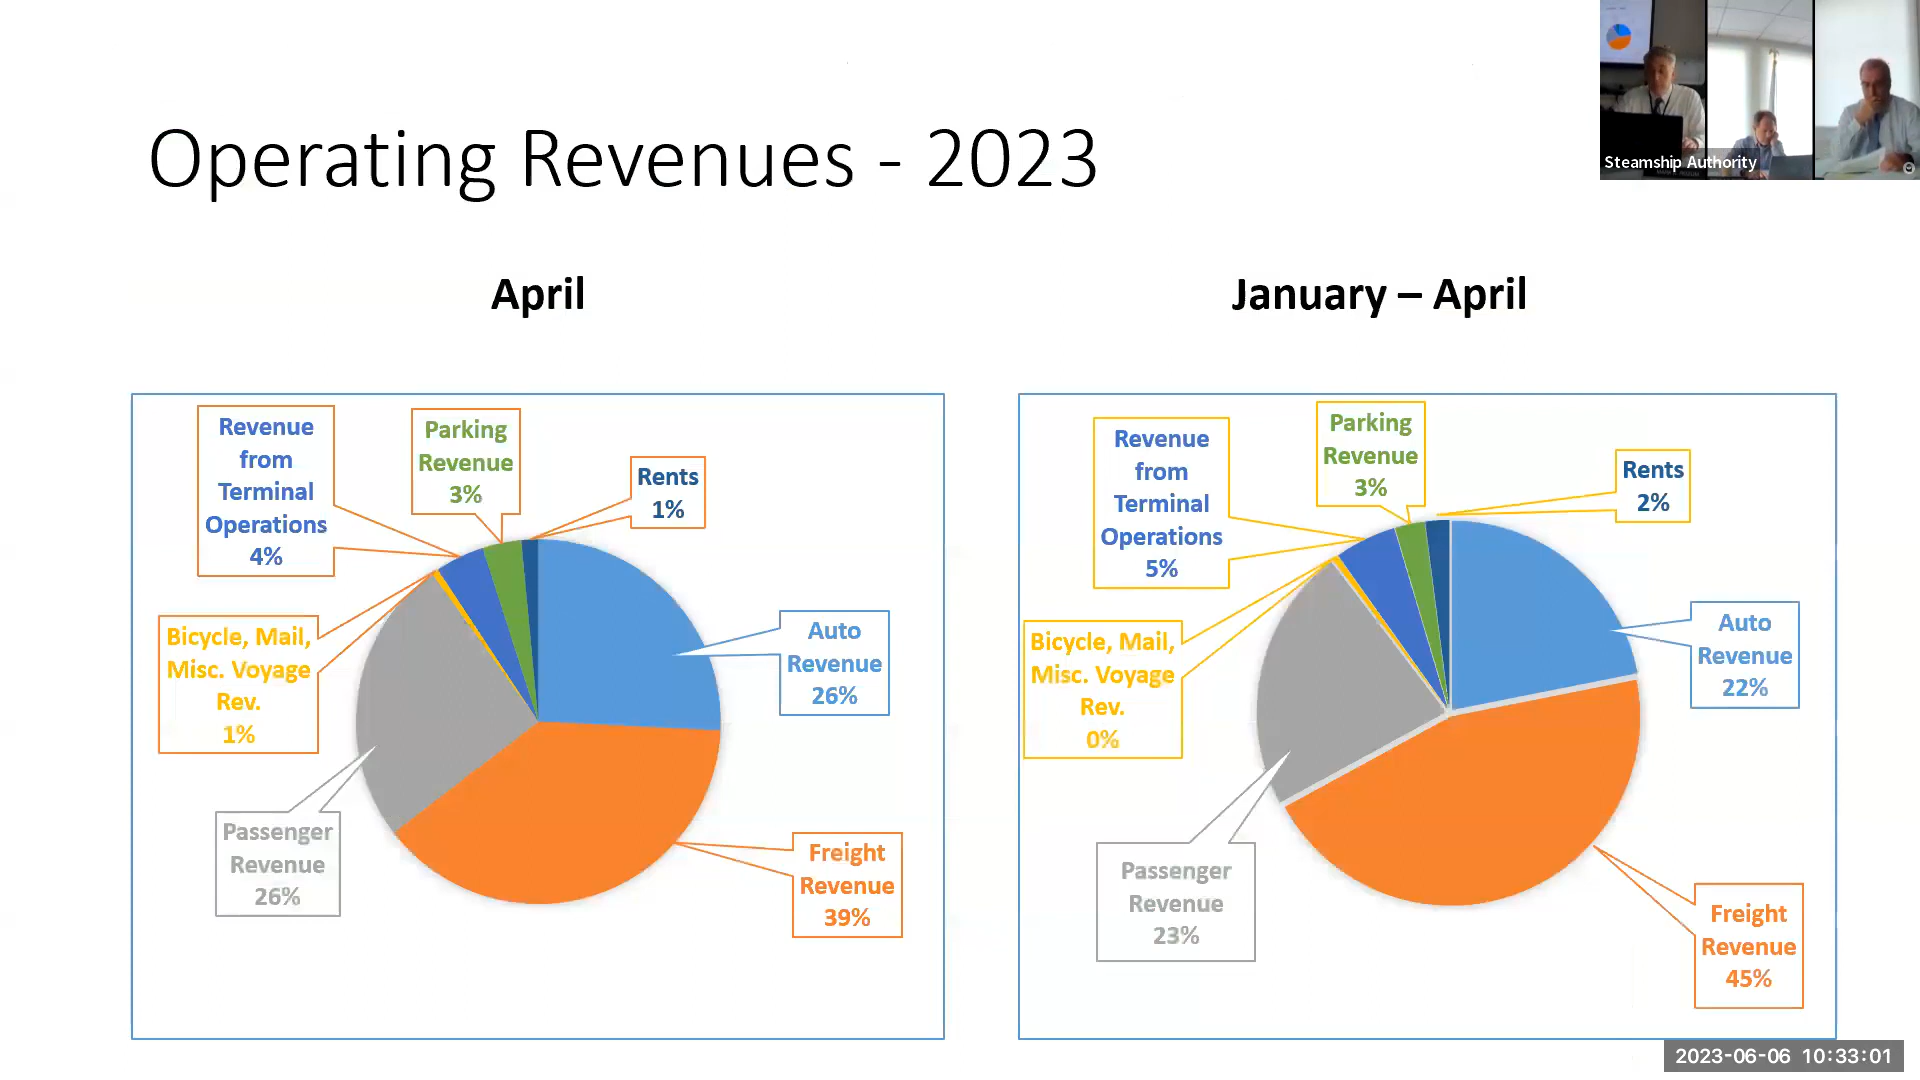 Operating Revenues - 2023
Steamship Authority
April
Revenue
from
Terminal
Operations
4%
Parking
Revenue
3%
Rents
1%
Bicycle, Mail,
Misc. Voyage
Rev.
1%
Auto
Revenue
26%
Passenger
Revenue
26%
Freight
Revenue
39%
January – April
Revenue
from
Terminal
Operations
5%
Parking
Revenue
3%
Rents
2%
Bicycle, Mail,
Misc. Voyage
Rev.
0%
Auto
Revenue
22%
Passenger
Revenue
23%
Freight
Revenue
45%
2023-06-06 10:33:01